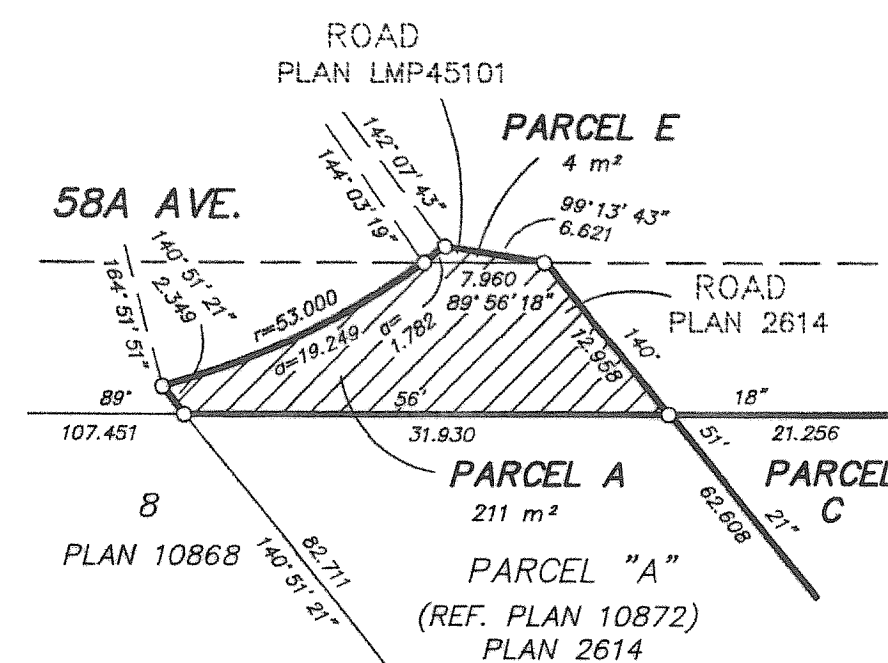 ROAD
PLAN LMP45101
PARCEL E
4 m²
142° 07' 43"
144° 03' 19"
99°13' 43"
6.621
58A AVE.
140° 51' 21"
2.349
164° 51' 51"
r=53.000
a=19.249
a=
1.782
7.960
89° 56' 18"
ROAD
PLAN 2614
140°
12.958
89°
56'
18"
107.451
31.930
51'
21.256
PARCEL A
211 m²
PARCEL
C
62.608
21"
8
PLAN 10868
82.711
140° 51' 21"
PARCEL "A"
(REF. PLAN 10872)
PLAN 2614